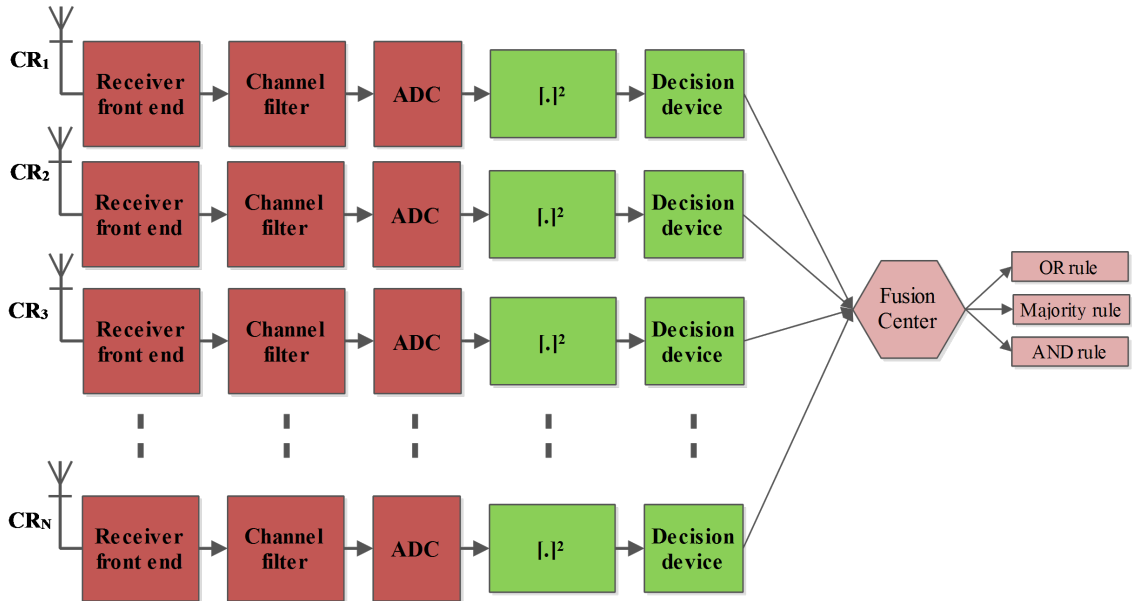 CR₁
Receiver
front end
Channel
filter
ADC
[.]²
Decision
device
CR₂
Receiver
front end
Channel
filter
ADC
[.]²
Decision
device
CR₃
Receiver
front end
Channel
filter
ADC
[.]²
Decision
device
Fusion
Center
OR rule
Majority rule
AND rule
CR_N
Receiver
front end
Channel
filter
ADC
[.]²
Decision
device